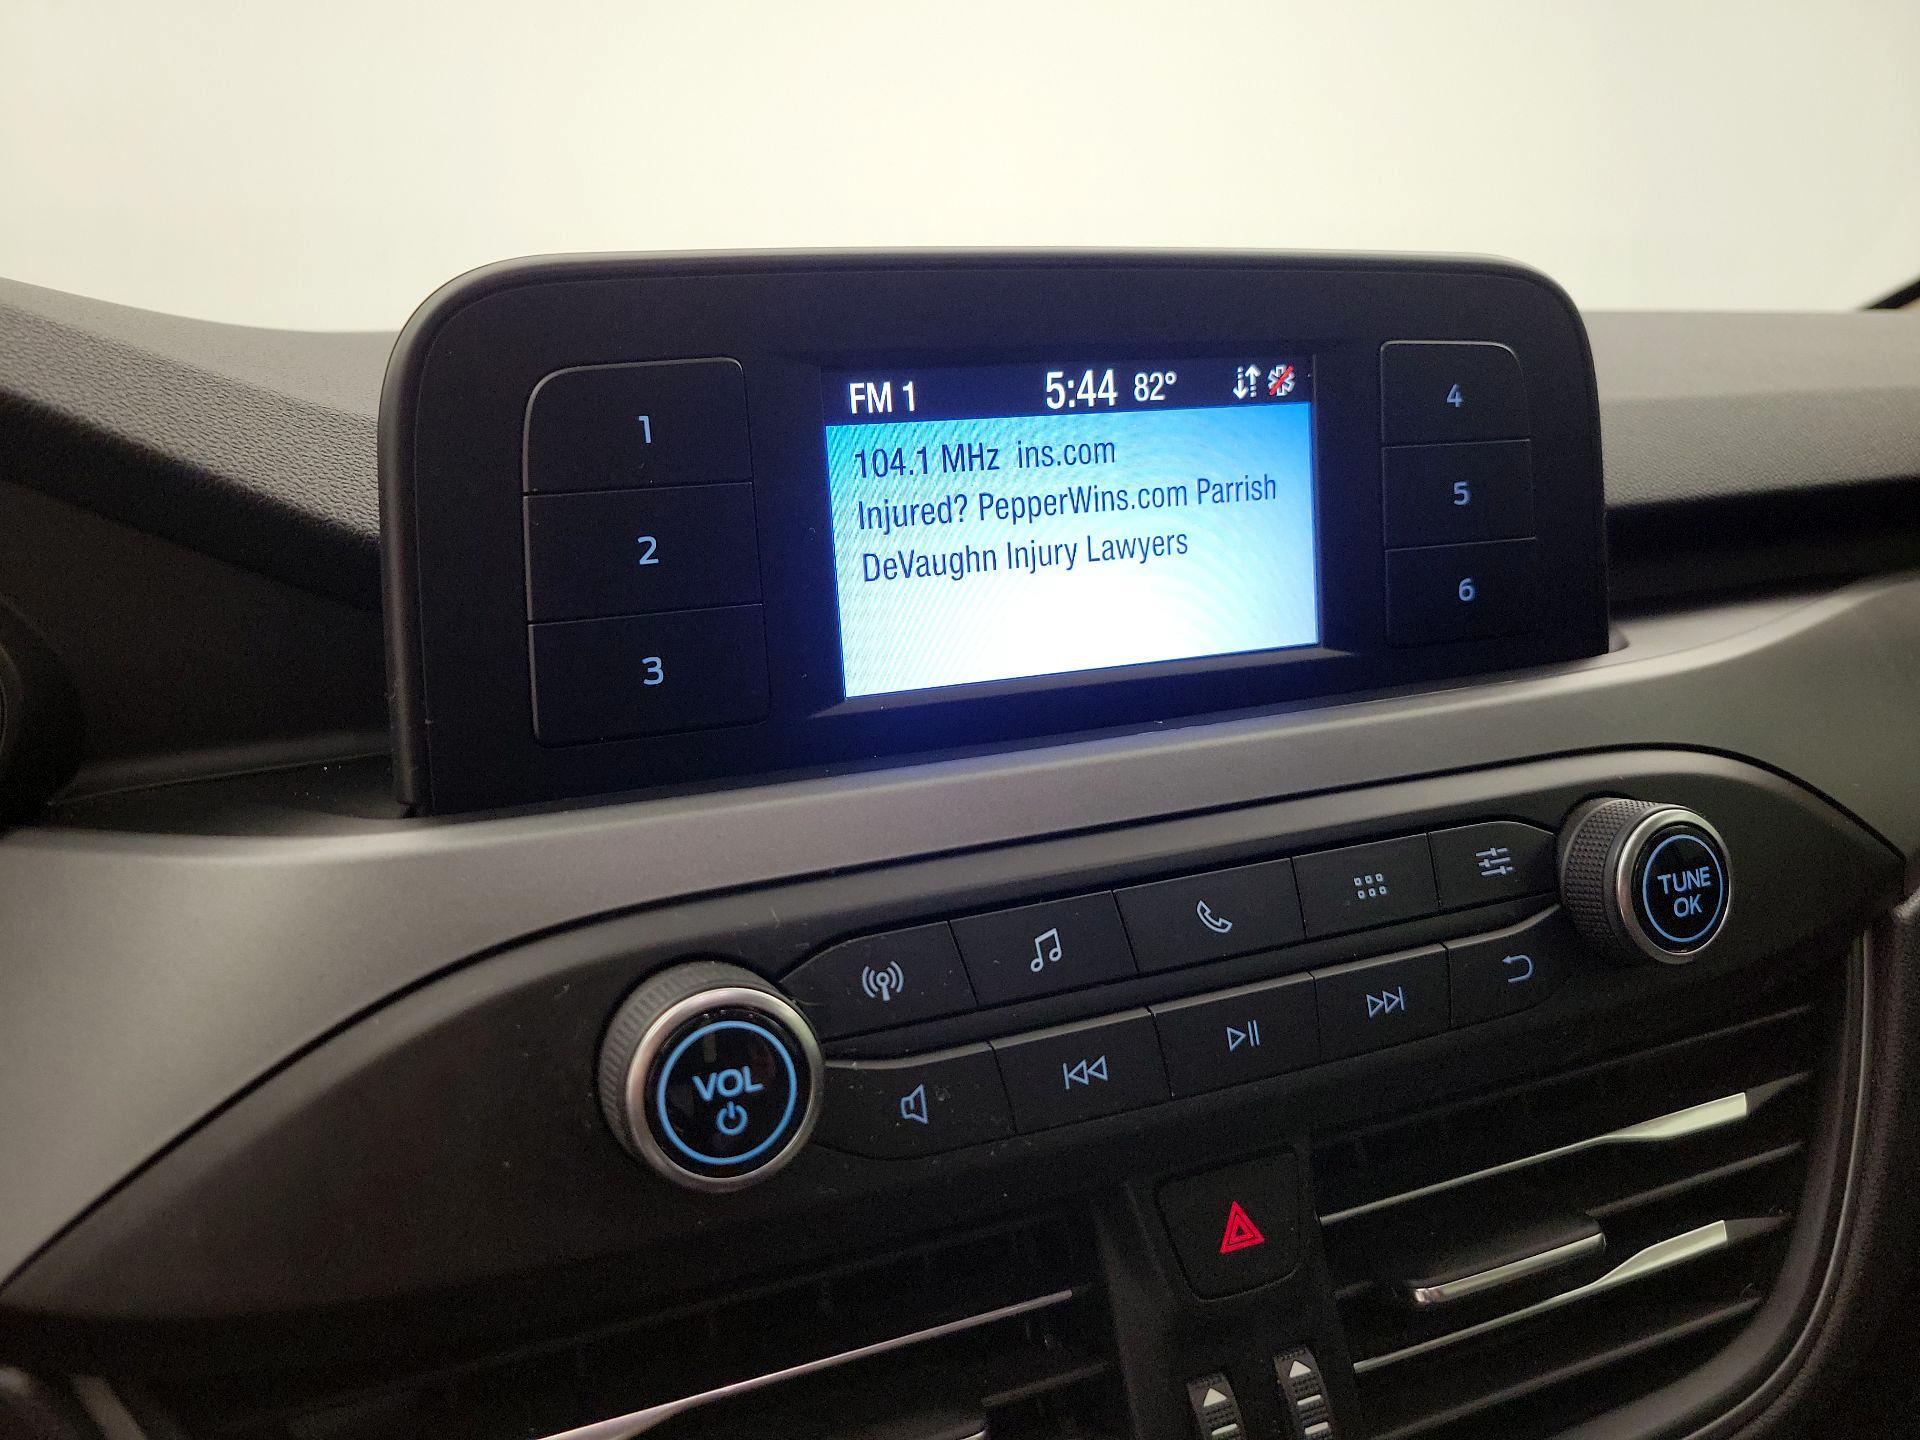 FM 1 5:44 82°
104.1 MHz ins.com
Injured? PepperWins.com Parrish
DeVaughn Injury Lawyers
1
2
3
4
5
6
TUNE
OK
VOL